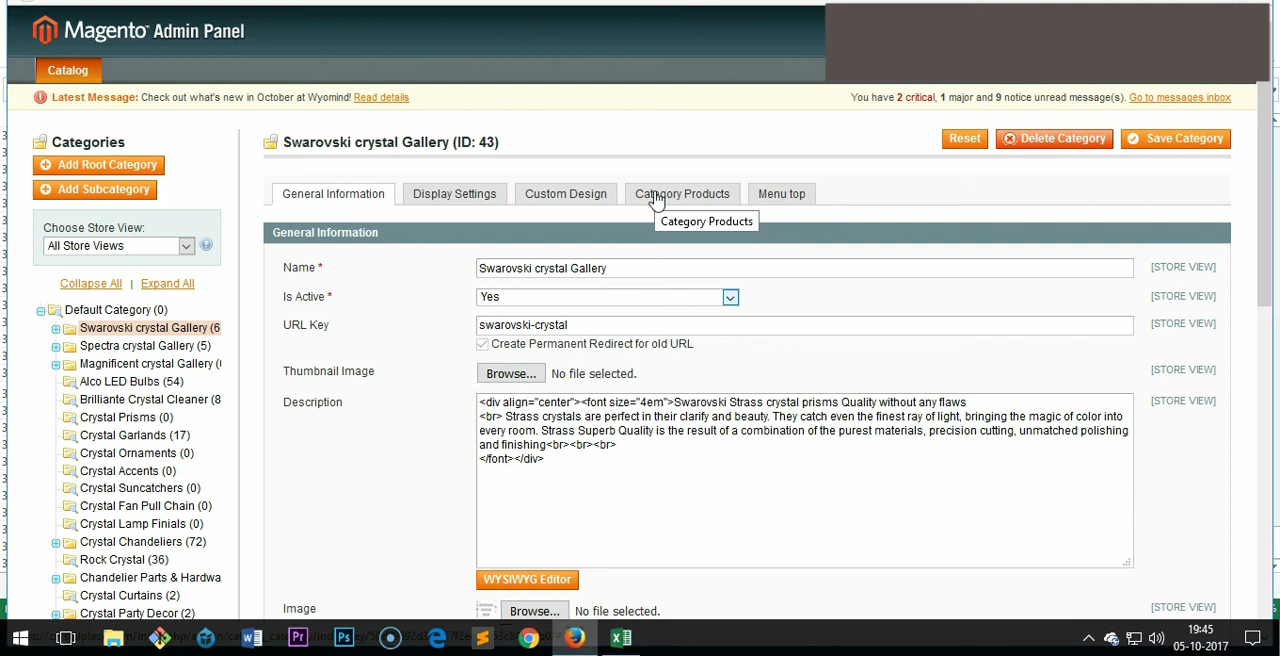 Magento™ Admin Panel
Catalog
Latest Message: Check out what's new in October at Wyomind! Read details
You have 2 critical, 1 major and 9 notice unread message(s). Go to messages inbox
Categories
Add Root Category
Add Subcategory
Choose Store View:
All Store Views
Collapse All | Expand All
Default Category (0)
Swarovski crystal Gallery (6
Spectra crystal Gallery (5)
Magnificent crystal Gallery (
Alco LED Bulbs (54)
Brilliante Crystal Cleaner (8
Crystal Prisms (0)
Crystal Garlands (17)
Crystal Ornaments (0)
Crystal Accents (0)
Crystal Suncatchers (0)
Crystal Fan Pull Chain (0)
Crystal Lamp Finials (0)
Crystal Chandeliers (72)
Rock Crystal (36)
Chandelier Parts & Hardwa
Crystal Curtains (2)
Crystal Party Decor (2)
Swarovski crystal Gallery (ID: 43)
Reset
Delete Category
Save Category
General Information
Display Settings
Custom Design
Category Products
Menu top
Category Products
General Information
Name *
Swarovski crystal Gallery
[STORE VIEW]
Is Active *
Yes
[STORE VIEW]
URL Key
swarovski-crystal
[STORE VIEW]
Create Permanent Redirect for old URL
Thumbnail Image
Browse... No file selected.
[STORE VIEW]
Description
[STORE VIEW]
<div align="center"><font size="4em">Swarovski Strass crystal prisms Quality without any flaws
<br> Strass crystals are perfect in their clarify and beauty. They catch even the finest ray of light, bringing the magic of color into
every room. Strass Superb Quality is the result of a combination of the purest materials, precision cutting, unmatched polishing
and finishing<br><br><br>
</font></div>
WYSIWYG Editor
Image
Browse... No file selected.
[STORE VIEW]
19:45
05-10-2017